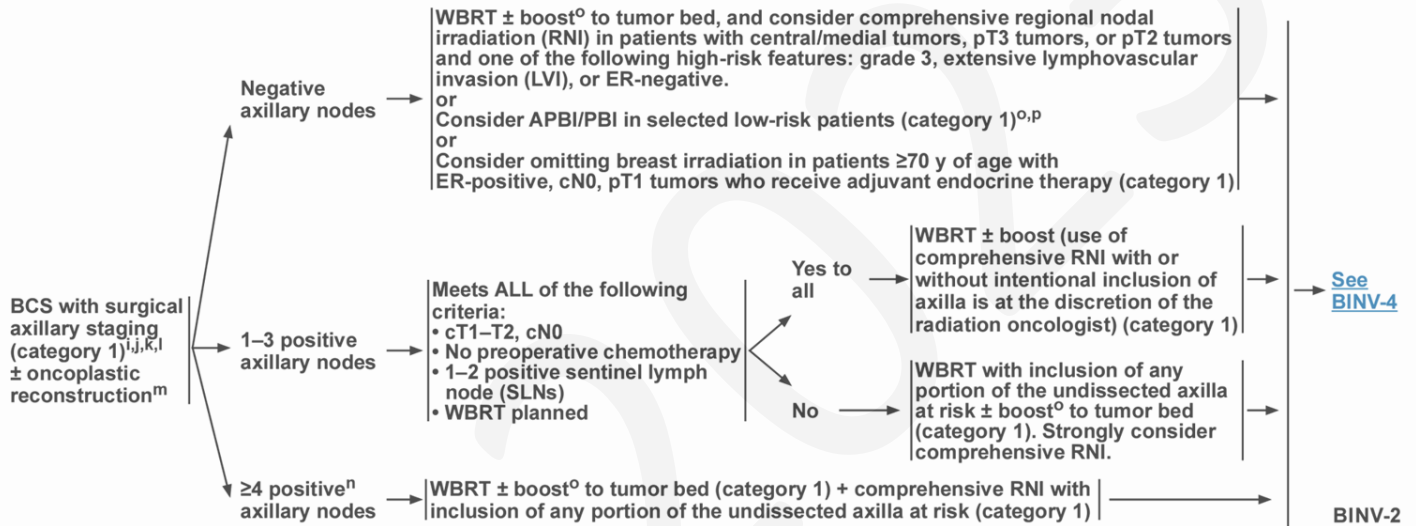 WBRT ± boostᵒ to tumor bed, and consider comprehensive regional nodal
irradiation (RNI) in patients with central/medial tumors, pT3 tumors, or pT2 tumors
and one of the following high-risk features: grade 3, extensive lymphovascular
invasion (LVI), or ER-negative.
or
Consider APBI/PBI in selected low-risk patients (category 1)ᵒ,ᵖ
or
Consider omitting breast irradiation in patients ≥70 y of age with
ER-positive, cN0, pT1 tumors who receive adjuvant endocrine therapy (category 1)
Negative
axillary nodes
BCS with surgical
axillary staging
(category 1)ⁱ,ʲ,ᵏ,ˡ
± oncoplastic
reconstructionᵐ
1–3 positive
axillary nodes
Meets ALL of the following
criteria:
• cT1–T2, cN0
• No preoperative chemotherapy
• 1–2 positive sentinel lymph
node (SLNs)
• WBRT planned
Yes to
all
WBRT ± boost (use of
comprehensive RNI with or
without intentional inclusion of
axilla is at the discretion of the
radiation oncologist) (category 1)
No
WBRT with inclusion of any
portion of the undissected axilla
at risk ± boostᵒ to tumor bed
(category 1). Strongly consider
comprehensive RNI.
See
BINV-4
≥4 positiveⁿ
axillary nodes
WBRT ± boostᵒ to tumor bed (category 1) + comprehensive RNI with
inclusion of any portion of the undissected axilla at risk (category 1)
BINV-2